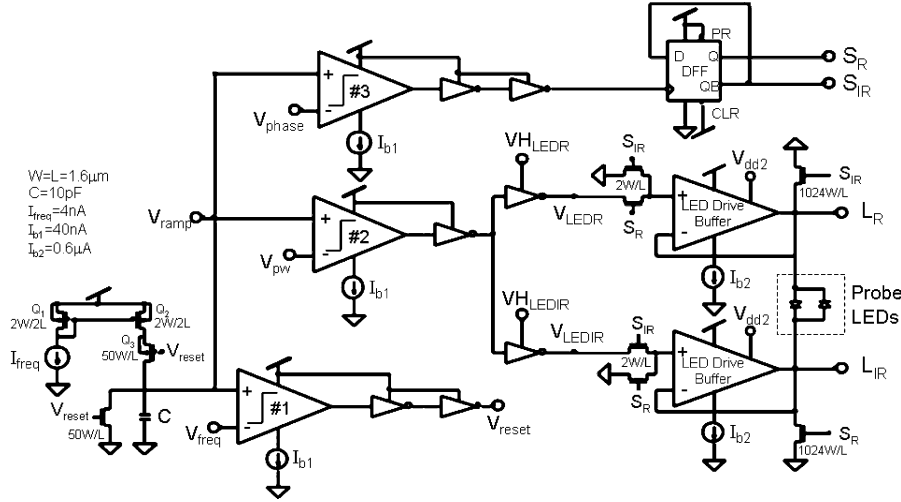 PR
D Q S_R
DFF
QB S_IR
CLR
+
#3
-
V_phase
I_b1
W=L=1.6µm
C=10pF
I_freq=4nA
I_b1=40nA
I_b2=0.6µA
VH_LEDR
S_IR
2W/L
V_LEDR
S_R
V_dd2
+
LED Drive
Buffer
-
S_IR
1024W/L
L_R
V_ramp
+
#2
-
V_pw
I_b1
I_b2
Probe
LEDs
VH_LEDIR
V_LEDIR
S_IR
2W/L
S_R
V_dd2
+
LED Drive
Buffer
-
L_IR
Q_1
2W/2L
Q_2
2W/2L
Q_3
50W/L
V_reset
I_freq
V_reset
50W/L
C
+
#1
-
V_freq
I_b1
V_reset
I_b2
S_R
1024W/L